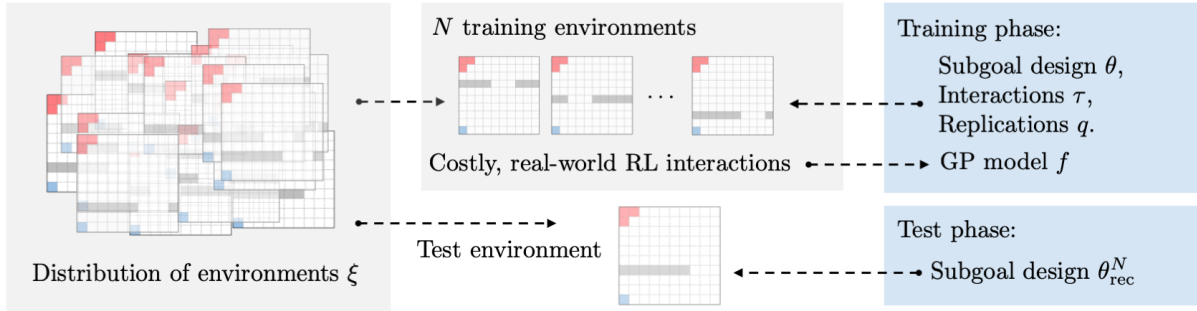 N training environments
Training phase:
Subgoal design θ,
Interactions τ,
Replications q.
. . .
Costly, real-world RL interactions
GP model f
Distribution of environments ξ
Test environment
Test phase:
Subgoal design θ_rec^N